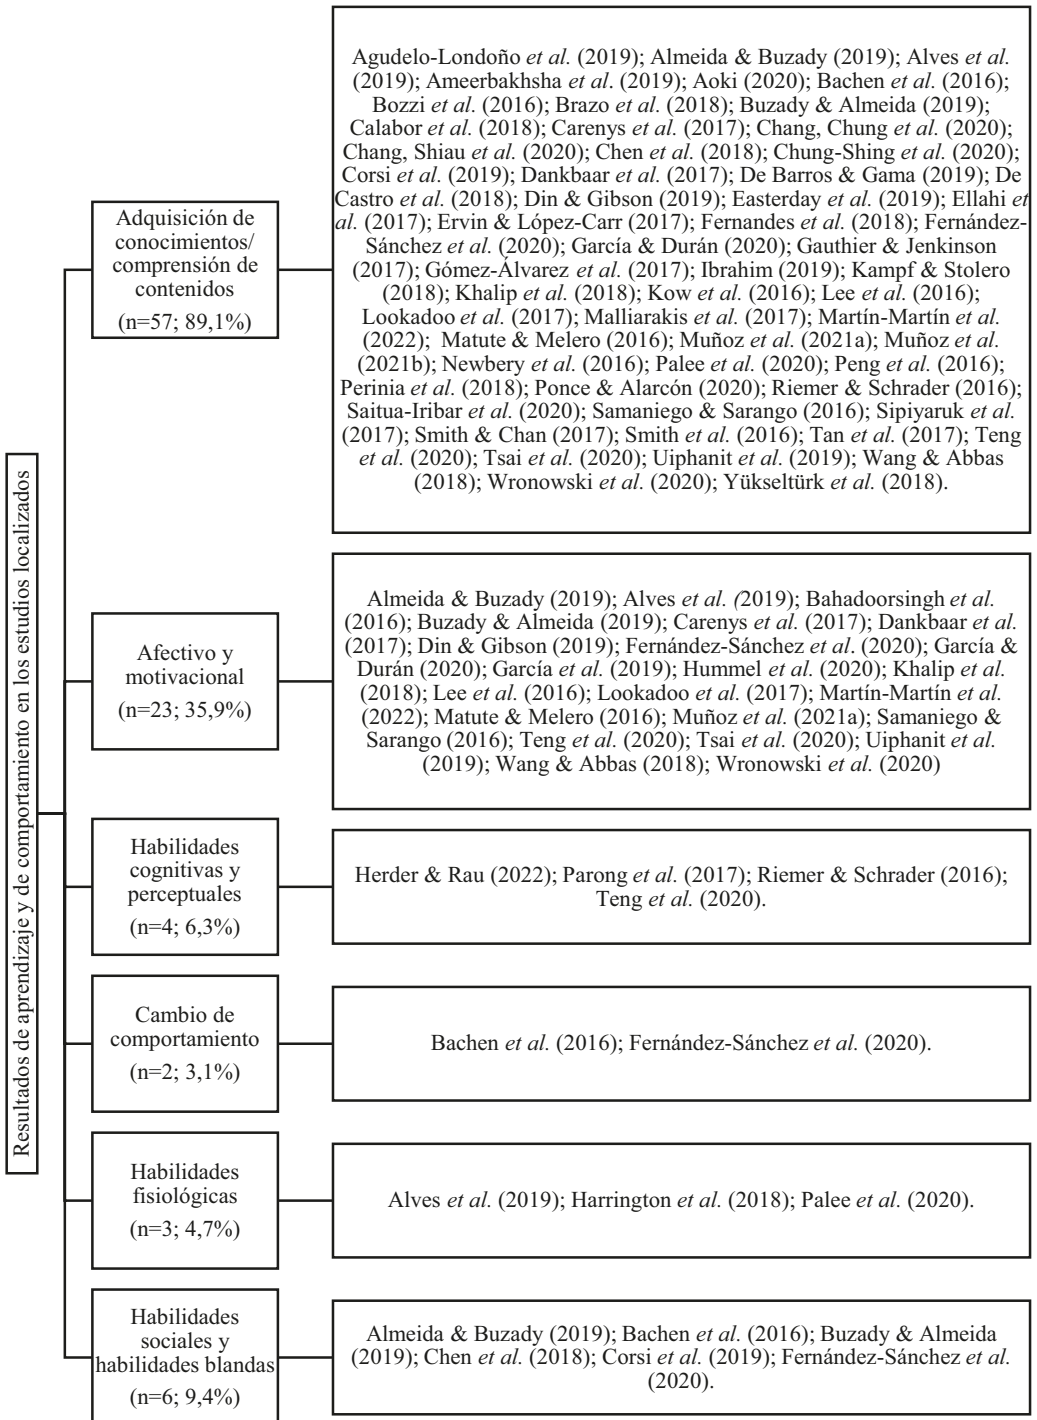 Resultados de aprendizaje y de comportamiento en los estudios localizados
Adquisición de
conocimientos/
comprensión de
contenidos
(n=57; 89,1%)
Agudelo-Londoño et al. (2019); Almeida & Buzady (2019); Alves et al.
(2019); Ameerbakhsha et al. (2019); Aoki (2020); Bachen et al. (2016);
Bozzi et al. (2016); Brazo et al. (2018); Buzady & Almeida (2019);
Calabor et al. (2018); Carenys et al. (2017); Chang, Chung et al. (2020);
Chang, Shiau et al. (2020); Chen et al. (2018); Chung-Shing et al. (2020);
Corsi et al. (2019); Dankbaar et al. (2017); De Barros & Gama (2019); De
Castro et al. (2018); Din & Gibson (2019); Easterday et al. (2019); Ellahi et
al. (2017); Ervin & López-Carr (2017); Fernandes et al. (2018); Fernández-
Sánchez et al. (2020); García & Durán (2020); Gauthier & Jenkinson
(2017); Gómez-Álvarez et al. (2017); Ibrahim (2019); Kampf & Stolero
(2018); Khalip et al. (2018); Kow et al. (2016); Lee et al. (2016);
Lookadoo et al. (2017); Malliarakis et al. (2017); Martín-Martín et al.
(2022); Matute & Melero (2016); Muñoz et al. (2021a); Muñoz et al.
(2021b); Newbery et al. (2016); Palee et al. (2020); Peng et al. (2016);
Perinia et al. (2018); Ponce & Alarcón (2020); Riemer & Schrader (2016);
Saitua-Iribar et al. (2020); Samaniego & Sarango (2016); Sipiyaruk et al.
(2017); Smith & Chan (2017); Smith et al. (2016); Tan et al. (2017); Teng
et al. (2020); Tsai et al. (2020); Uiphanit et al. (2019); Wang & Abbas
(2018); Wronowski et al. (2020); Yükseltürk et al. (2018).
Afectivo y
motivacional
(n=23; 35,9%)
Almeida & Buzady (2019); Alves et al. (2019); Bahadoorsingh et al.
(2016); Buzady & Almeida (2019); Carenys et al. (2017); Dankbaar et al.
(2017); Din & Gibson (2019); Fernández-Sánchez et al. (2020); García &
Durán (2020); García et al. (2019); Hummel et al. (2020); Khalip et al.
(2018); Lee et al. (2016); Lookadoo et al. (2017); Martín-Martín et al.
(2022); Matute & Melero (2016); Muñoz et al. (2021a); Samaniego &
Sarango (2016); Teng et al. (2020); Tsai et al. (2020); Uiphanit et al.
(2019); Wang & Abbas (2018); Wronowski et al. (2020)
Habilidades
cognitivas y
perceptuales
(n=4; 6,3%)
Herder & Rau (2022); Parong et al. (2017); Riemer & Schrader (2016);
Teng et al. (2020).
Cambio de
comportamiento
(n=2; 3,1%)
Bachen et al. (2016); Fernández-Sánchez et al. (2020).
Habilidades
fisiológicas
(n=3; 4,7%)
Alves et al. (2019); Harrington et al. (2018); Palee et al. (2020).
Habilidades
sociales y
habilidades blandas
(n=6; 9,4%)
Almeida & Buzady (2019); Bachen et al. (2016); Buzady & Almeida
(2019); Chen et al. (2018); Corsi et al. (2019); Fernández-Sánchez et al.
(2020).